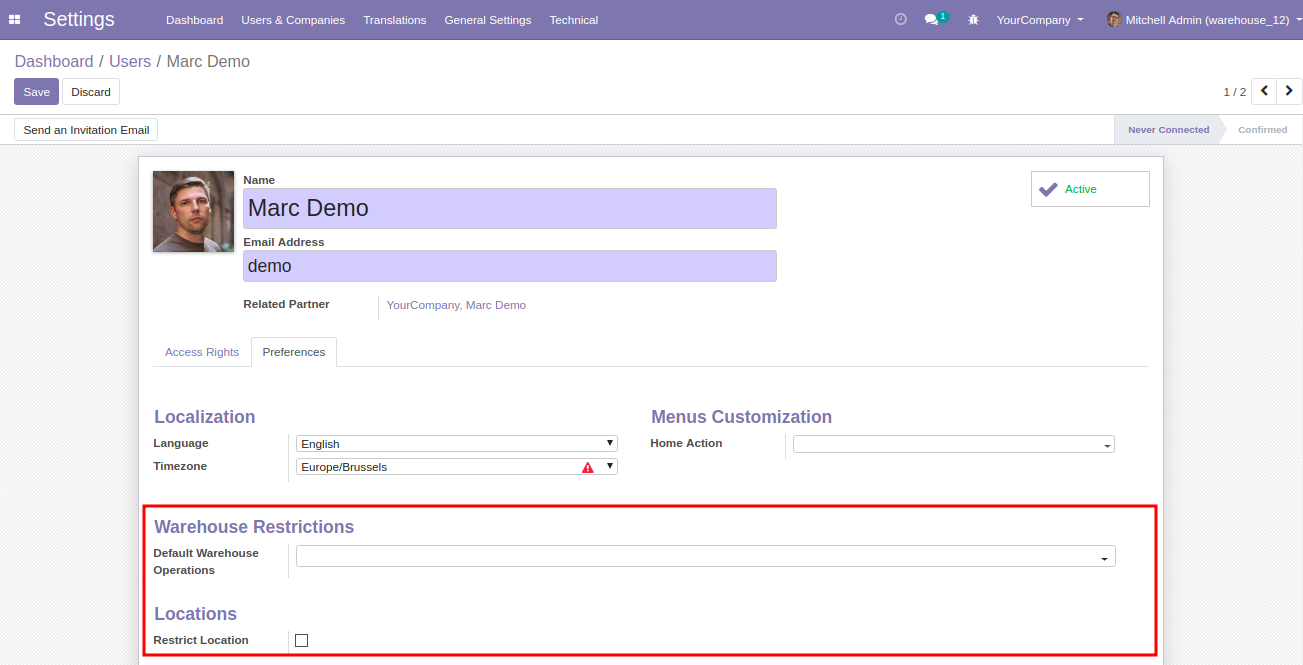 Settings Dashboard Users & Companies Translations General Settings Technical 1 YourCompany Mitchell Admin (warehouse_12)
Dashboard / Users / Marc Demo
Save Discard 1 / 2
Send an Invitation Email Never Connected Confirmed
Name
Marc Demo
Active
Email Address
demo
Related Partner YourCompany, Marc Demo
Access Rights Preferences
Localization Menus Customization
Language English Home Action
Timezone Europe/Brussels
Warehouse Restrictions
Default Warehouse
Operations
Locations
Restrict Location